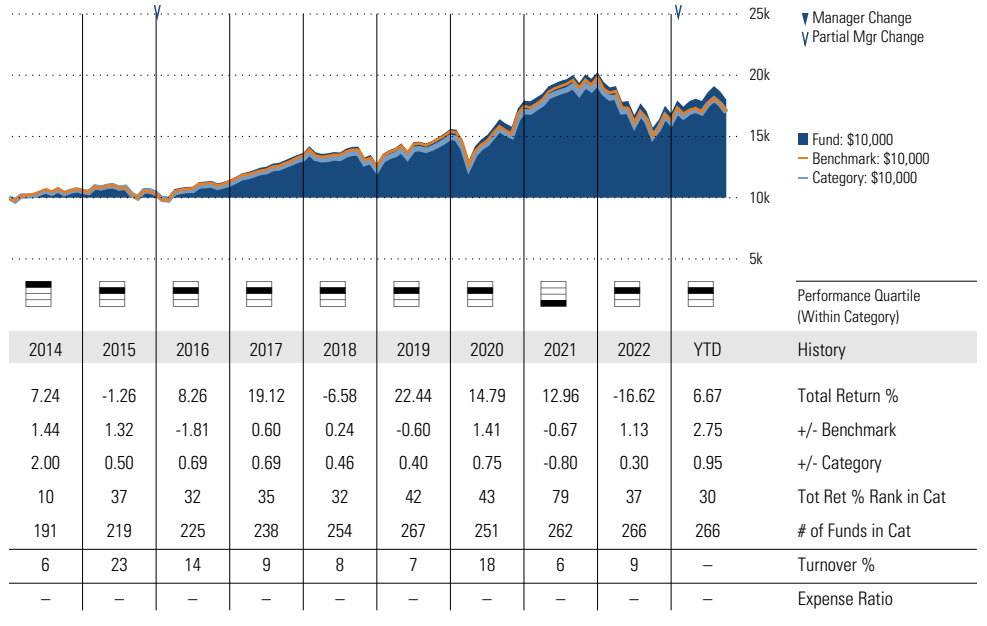 25k
▼ Manager Change
Partial Mgr Change
20k
15k
Fund: $10,000
Benchmark: $10,000
Category: $10,000
10k
5k
Performance Quartile
(Within Category)
2014 2015 2016 2017 2018 2019 2020 2021 2022 YTD History
7.24 -1.26 8.26 19.12 -6.58 22.44 14.79 12.96 -16.62 6.67 Total Return %
1.44 1.32 -1.81 0.60 0.24 -0.60 1.41 -0.67 1.13 2.75 +/- Benchmark
2.00 0.50 0.69 0.69 0.46 0.40 0.75 -0.80 0.30 0.95 +/- Category
10 37 32 35 32 42 43 79 37 30 Tot Ret % Rank in Cat
191 219 225 238 254 267 251 262 266 266 # of Funds in Cat
6 23 14 9 8 7 18 6 9 – Turnover %
– – – – – – – – – – Expense Ratio